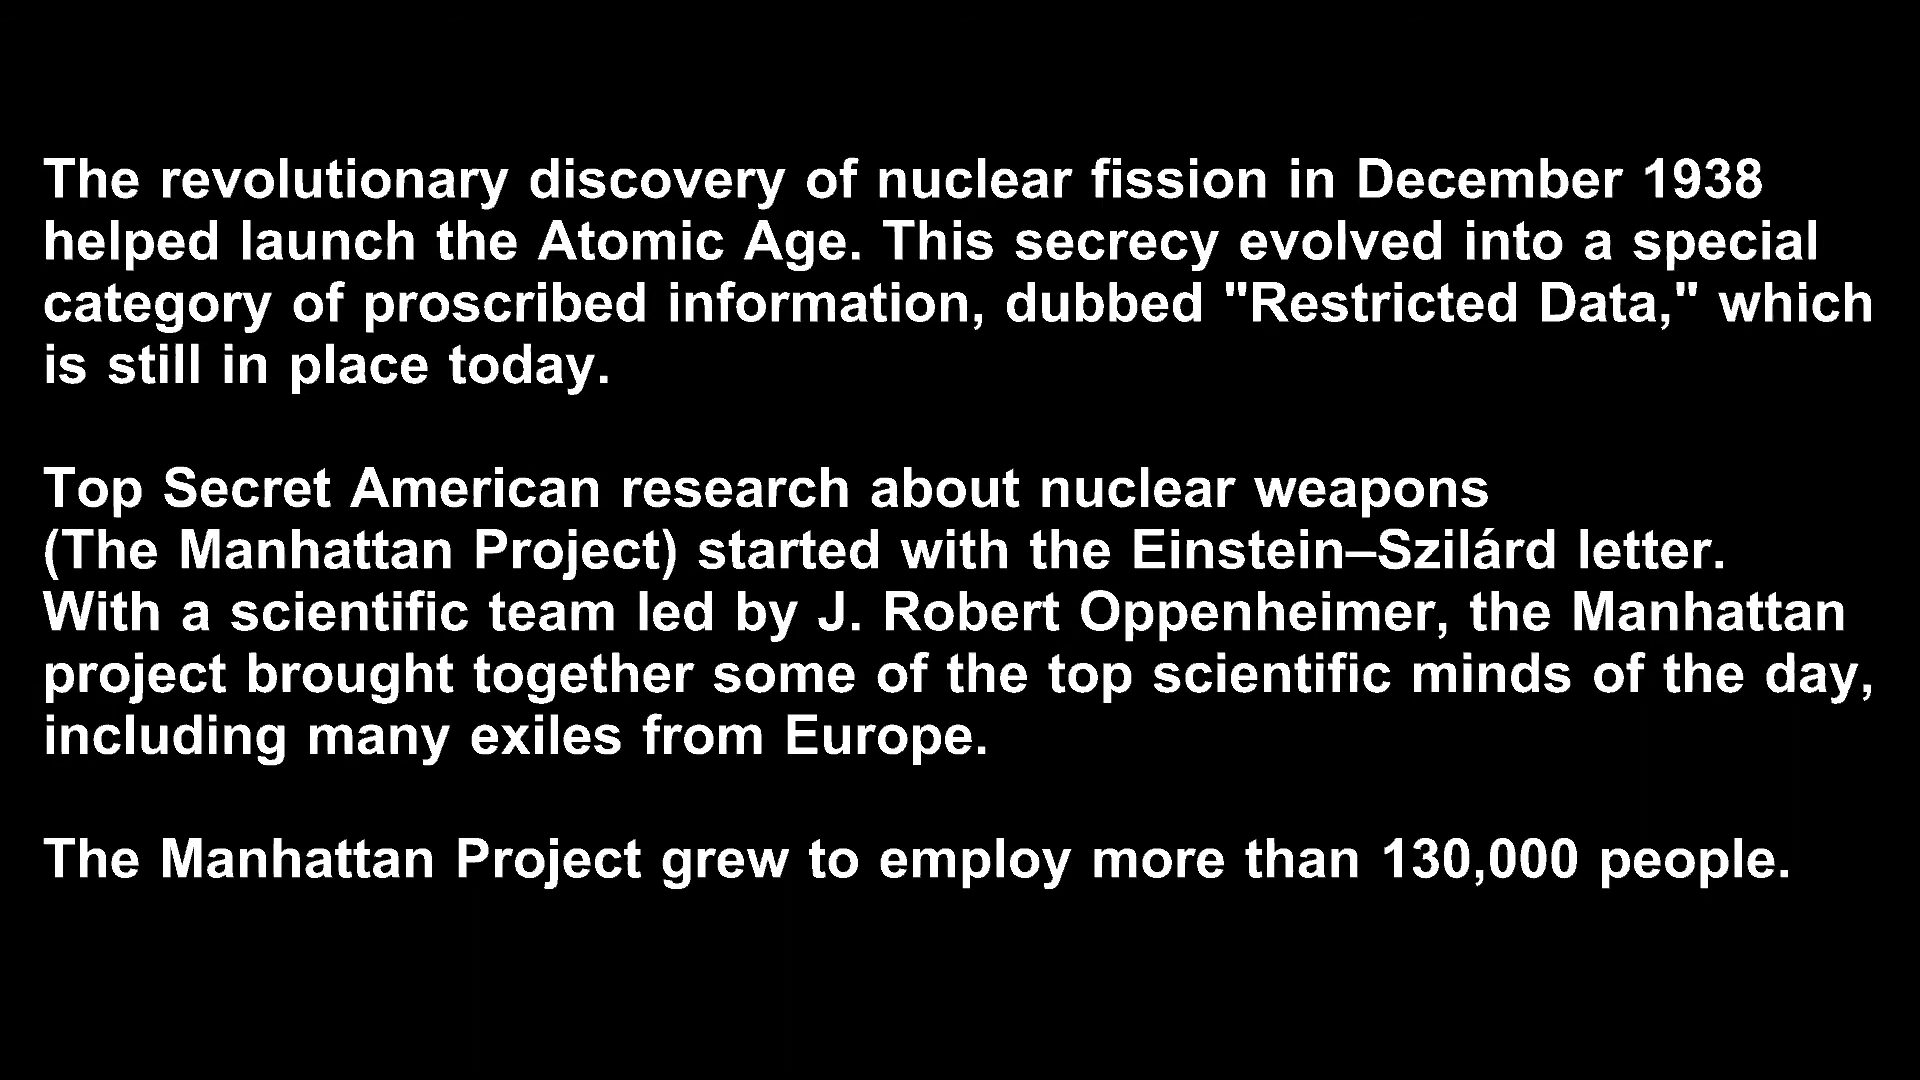 The revolutionary discovery of nuclear fission in December 1938
helped launch the Atomic Age. This secrecy evolved into a special
category of proscribed information, dubbed "Restricted Data," which
is still in place today.
Top Secret American research about nuclear weapons
(The Manhattan Project) started with the Einstein–Szilárd letter.
With a scientific team led by J. Robert Oppenheimer, the Manhattan
project brought together some of the top scientific minds of the day,
including many exiles from Europe.
The Manhattan Project grew to employ more than 130,000 people.